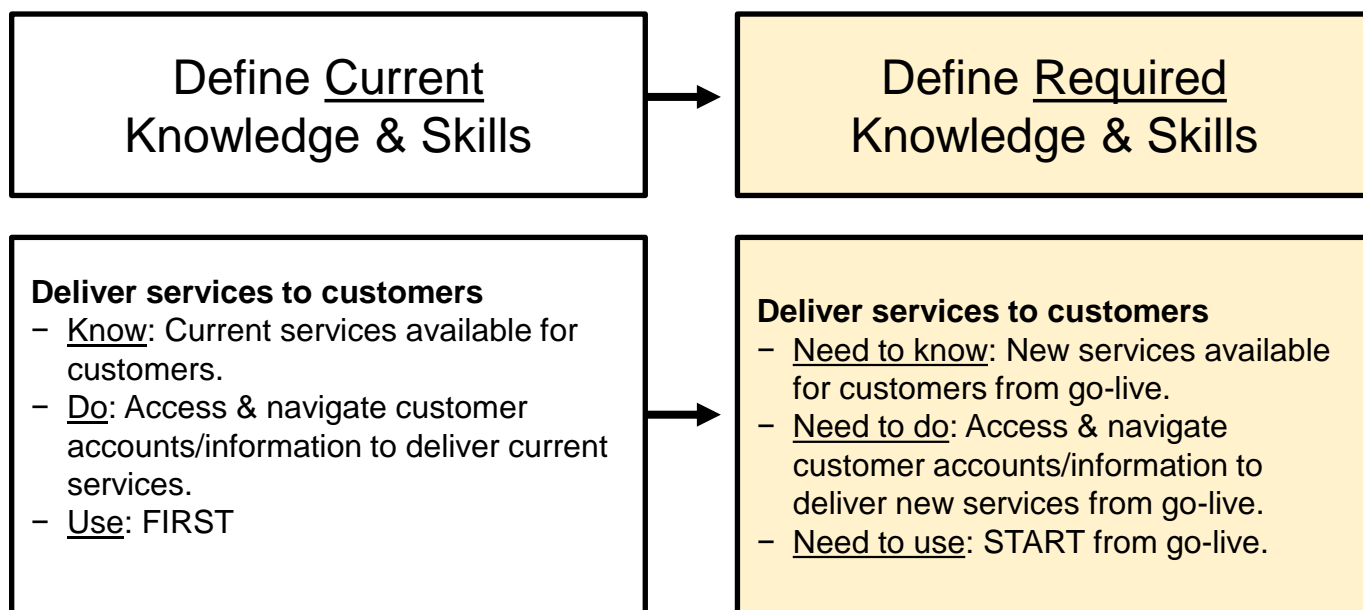 Define Current
Knowledge & Skills
Define Required
Knowledge & Skills
Deliver services to customers
− Know: Current services available for
customers.
− Do: Access & navigate customer
accounts/information to deliver current
services.
− Use: FIRST
Deliver services to customers
− Need to know: New services available
for customers from go-live.
− Need to do: Access & navigate
customer accounts/information to
deliver new services from go-live.
− Need to use: START from go-live.